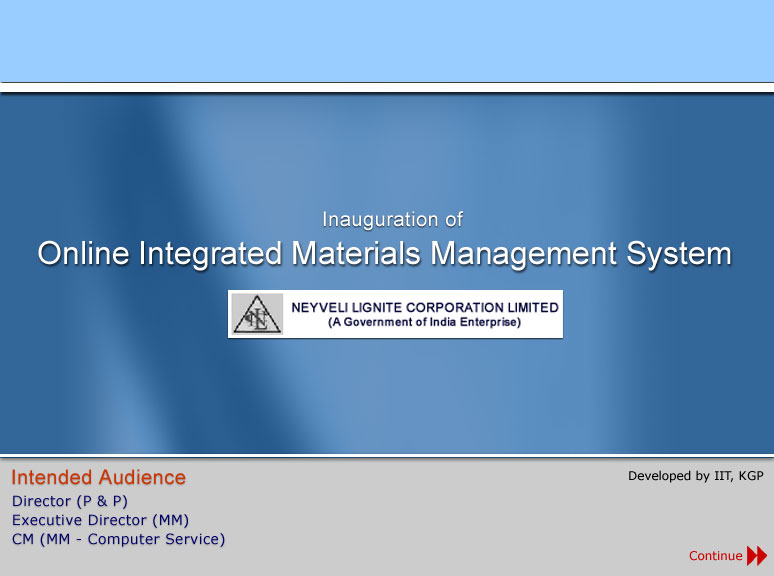 Inauguration of
Online Integrated Materials Management System
NEYVELI LIGNITE CORPORATION LIMITED
(A Government of India Enterprise)
Intended Audience
Developed by IIT, KGP
Director (P & P)
Executive Director (MM)
CM (MM - Computer Service)
Continue